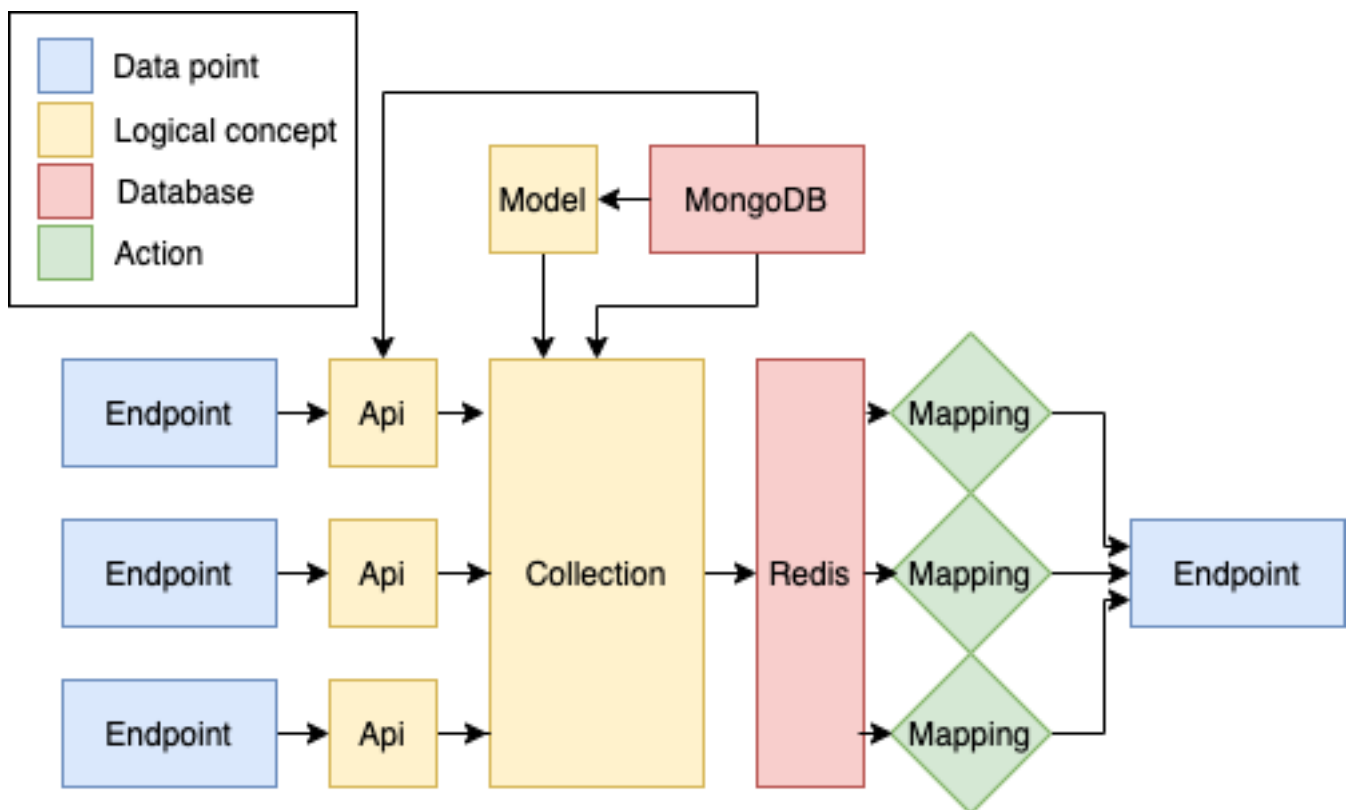 Data point
Logical concept
Database
Action
Model
MongoDB
Endpoint
Api
Mapping
Endpoint
Api
Collection
Redis
Mapping
Endpoint
Endpoint
Api
Mapping